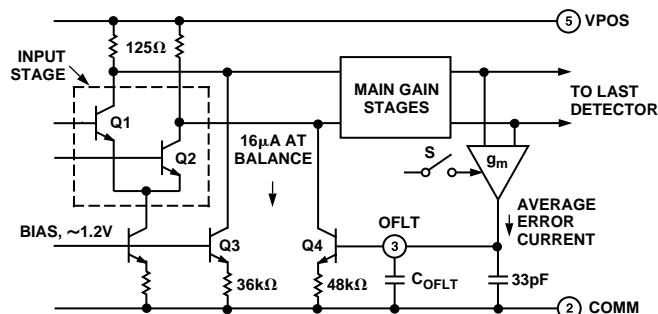 5 VPOS
125Ω
INPUT
STAGE
MAIN GAIN
STAGES
TO LAST
DETECTOR
Q1
Q2
16µA AT
BALANCE
S
gm
AVERAGE
ERROR
CURRENT
BIAS, ~1.2V
Q3
Q4
OFLT
3
36kΩ
48kΩ
COFLT
33pF
2 COMM